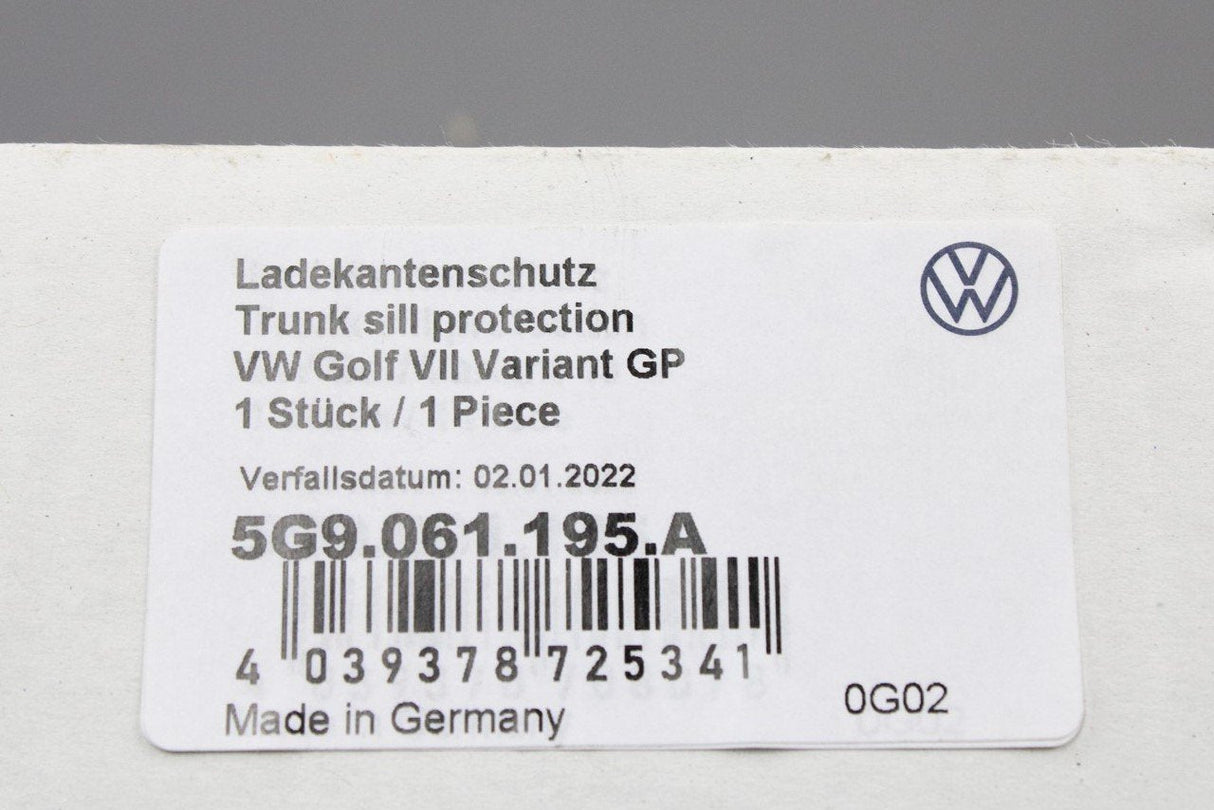 Ladekantenschutz
Trunk sill protection
VW Golf VII Variant GP
1 Stück / 1 Piece
Verfallsdatum: 02.01.2022
5G9.061.195.A
4 039378 725341
Made in Germany
0G02